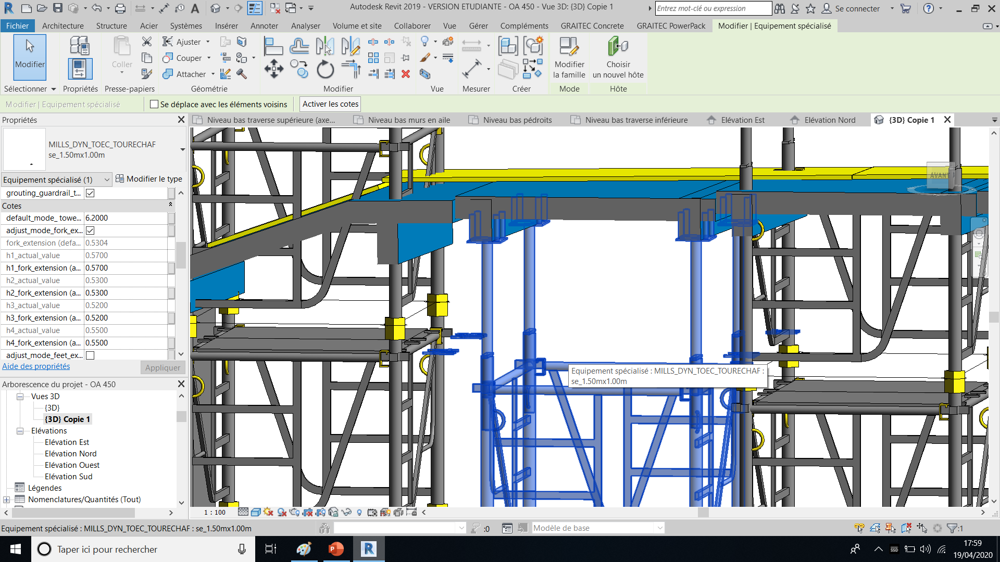 Autodesk Revit 2019 - VERSION ETUDIANTE - OA 450 - Vue 3D: {3D} Copie 1
Entrez mot-clé ou expression
Se connecter
Fichier Architecture Structure Acier Systèmes Insérer Annoter Analyser Volume et site Collaborer Vue Gérer Compléments GRAITEC Concrete GRAITEC PowerPack Modifier | Equipement spécialisé
Modifier
Coller
Ajuster
Couper
Attacher
Modifier la famille
Choisir un nouvel hôte
Sélectionner Propriétés Presse-papiers Géométrie Modifier Vue Mesurer Créer Mode Hôte
Modifier | Equipement spécialisé
Se déplace avec les éléments voisins
Activer les cotes
Propriétés
Niveau bas traverse supérieure (axe...
Niveau bas murs en aile
Niveau bas pédroits
Niveau bas traverse inférieure
Elévation Est
Elévation Nord
{3D} Copie 1
MILLS_DYN_TOEC_TOURECHAF
se_1.50mx1.00m
Equipement spécialisé (1)
Modifier le type
grouting_guardrail_t...
Cotes
default_mode_ towe... 6.2000
adjust_mode_fork_ex...
fork_extension (defa... 0.5304
h1_actual_value 0.5700
h1_fork_extension (a... 0.5700
h2_actual_value 0.5300
h2_fork_extension (a... 0.5300
h3_actual_value 0.5200
h3_fork_extension (a... 0.5200
h4_actual_value 0.5500
h4_fork_extension (a... 0.5500
adjust_mode_feet_ex...
Aide des propriétés
Appliquer
AVANT
Equipement spécialisé : MILLS_DYN_TOEC_TOURECHAF :
se_1.50mx1.00m
Arborescence du projet - OA 450
Vues 3D
{3D}
{3D} Copie 1
Elévations
Elévation Est
Elévation Nord
Elévation Ouest
Elévation Sud
Légendes
Nomenclatures/Quantités (Tout)
1 : 100
Equipement spécialisé : MILLS_DYN_TOEC_TOURECHAF : se_1.50mx1.00m
:0
Modèle de base
:1
Taper ici pour rechercher
SSD
17:59
19/04/2020